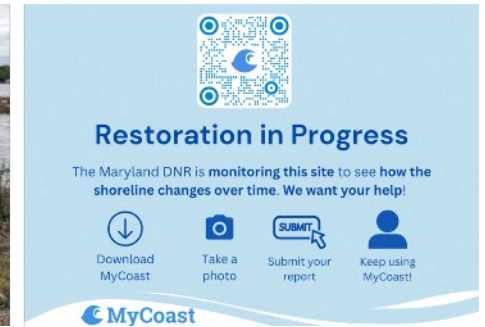 Restoration in Progress
The Maryland DNR is monitoring this site to see how the
shoreline changes over time. We want your help!
Download
MyCoast
Take a
photo
SUBMIT
Submit your
report
Keep using
MyCoast!
MyCoast